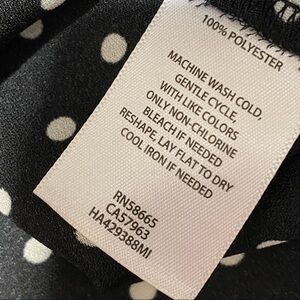 100% POLYESTER
MACHINE WASH COLD,
GENTLE CYCLE,
WITH LIKE COLORS
ONLY NON-CHLORINE
BLEACH IF NEEDED
RESHAPE, LAY FLAT TO DRY
COOL IRON IF NEEDED
RN58665
CA57963
HA429388MI